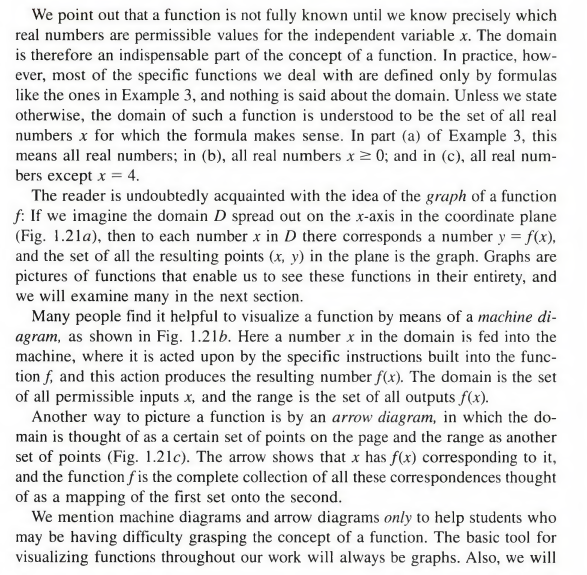 We point out that a function is not fully known until we know precisely which
real numbers are permissible values for the independent variable x. The domain
is therefore an indispensable part of the concept of a function. In practice, how-
ever, most of the specific functions we deal with are defined only by formulas
like the ones in Example 3, and nothing is said about the domain. Unless we state
otherwise, the domain of such a function is understood to be the set of all real
numbers x for which the formula makes sense. In part (a) of Example 3, this
means all real numbers; in (b), all real numbers x ≥ 0; and in (c), all real num-
bers except x = 4.
The reader is undoubtedly acquainted with the idea of the graph of a function
f: If we imagine the domain D spread out on the x-axis in the coordinate plane
(Fig. 1.21a), then to each number x in D there corresponds a number y = f(x),
and the set of all the resulting points (x, y) in the plane is the graph. Graphs are
pictures of functions that enable us to see these functions in their entirety, and
we will examine many in the next section.
Many people find it helpful to visualize a function by means of a machine di-
agram, as shown in Fig. 1.21b. Here a number x in the domain is fed into the
machine, where it is acted upon by the specific instructions built into the func-
tion f, and this action produces the resulting number f(x). The domain is the set
of all permissible inputs x, and the range is the set of all outputs f(x).
Another way to picture a function is by an arrow diagram, in which the do-
main is thought of as a certain set of points on the page and the range as another
set of points (Fig. 1.21c). The arrow shows that x has f(x) corresponding to it,
and the function f is the complete collection of all these correspondences thought
of as a mapping of the first set onto the second.
We mention machine diagrams and arrow diagrams only to help students who
may be having difficulty grasping the concept of a function. The basic tool for
visualizing functions throughout our work will always be graphs. Also, we will